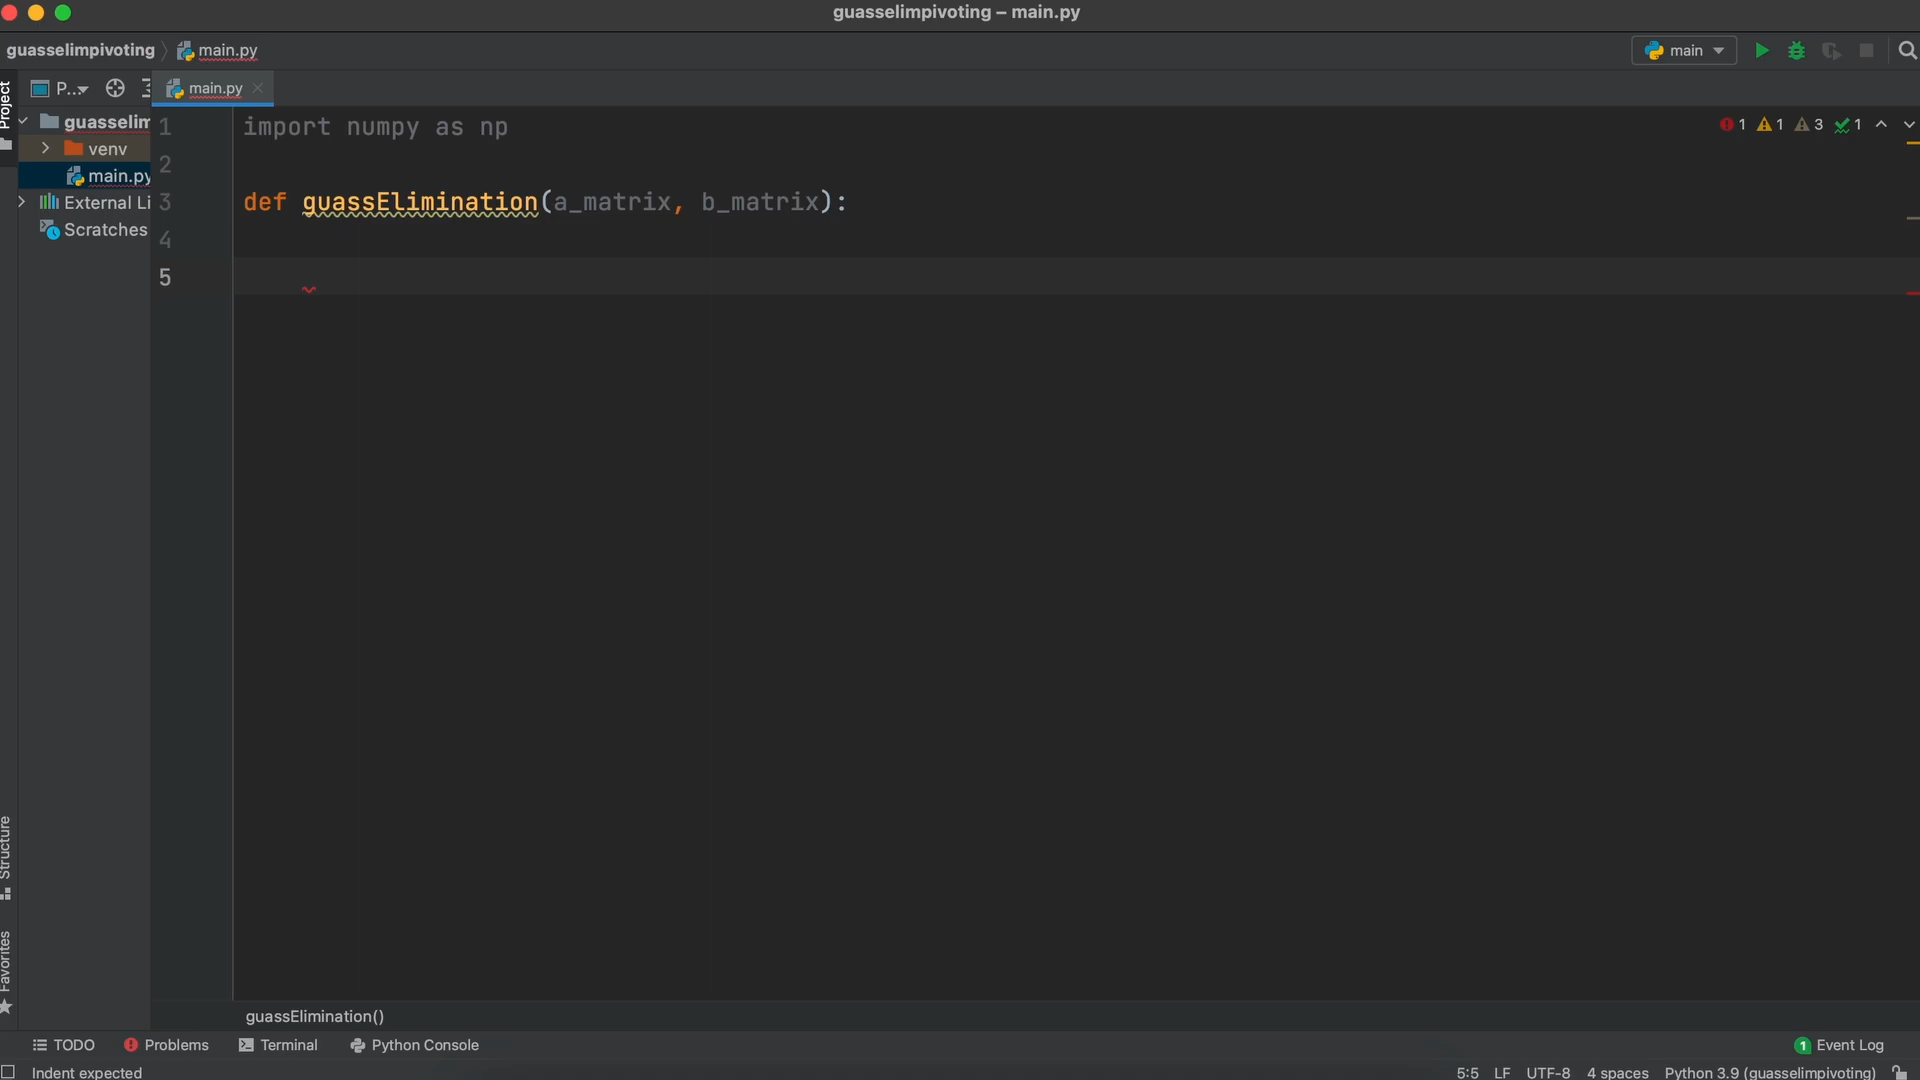 guasselimpivoting – main.py
guasselimpivoting main.py
main
Project
P...
main.py
guasselim
venv
main.py
External Li
Scratches
1 import numpy as np
2
3 def guassElimination(a_matrix, b_matrix):
4
5
1 1 3 1
Structure
Favorites
guassElimination()
TODO Problems Terminal Python Console
1 Event Log
Indent expected
5:5 LF UTF-8 4 spaces Python 3.9 (guasselimpivoting)